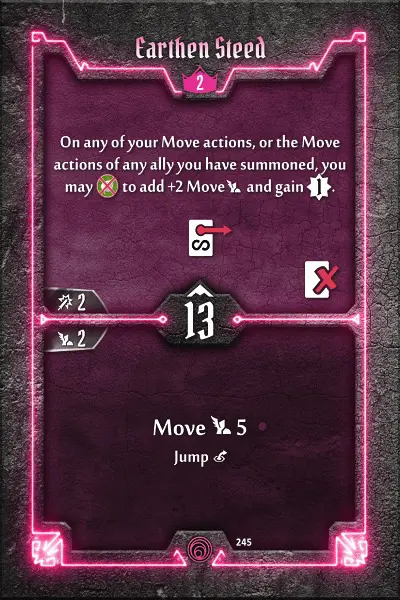 Earthen Steed
2
On any of your Move actions, or the Move
actions of any ally you have summoned, you
may to add +2 Move and gain 1.
2
13
2
Move 5
Jump
245